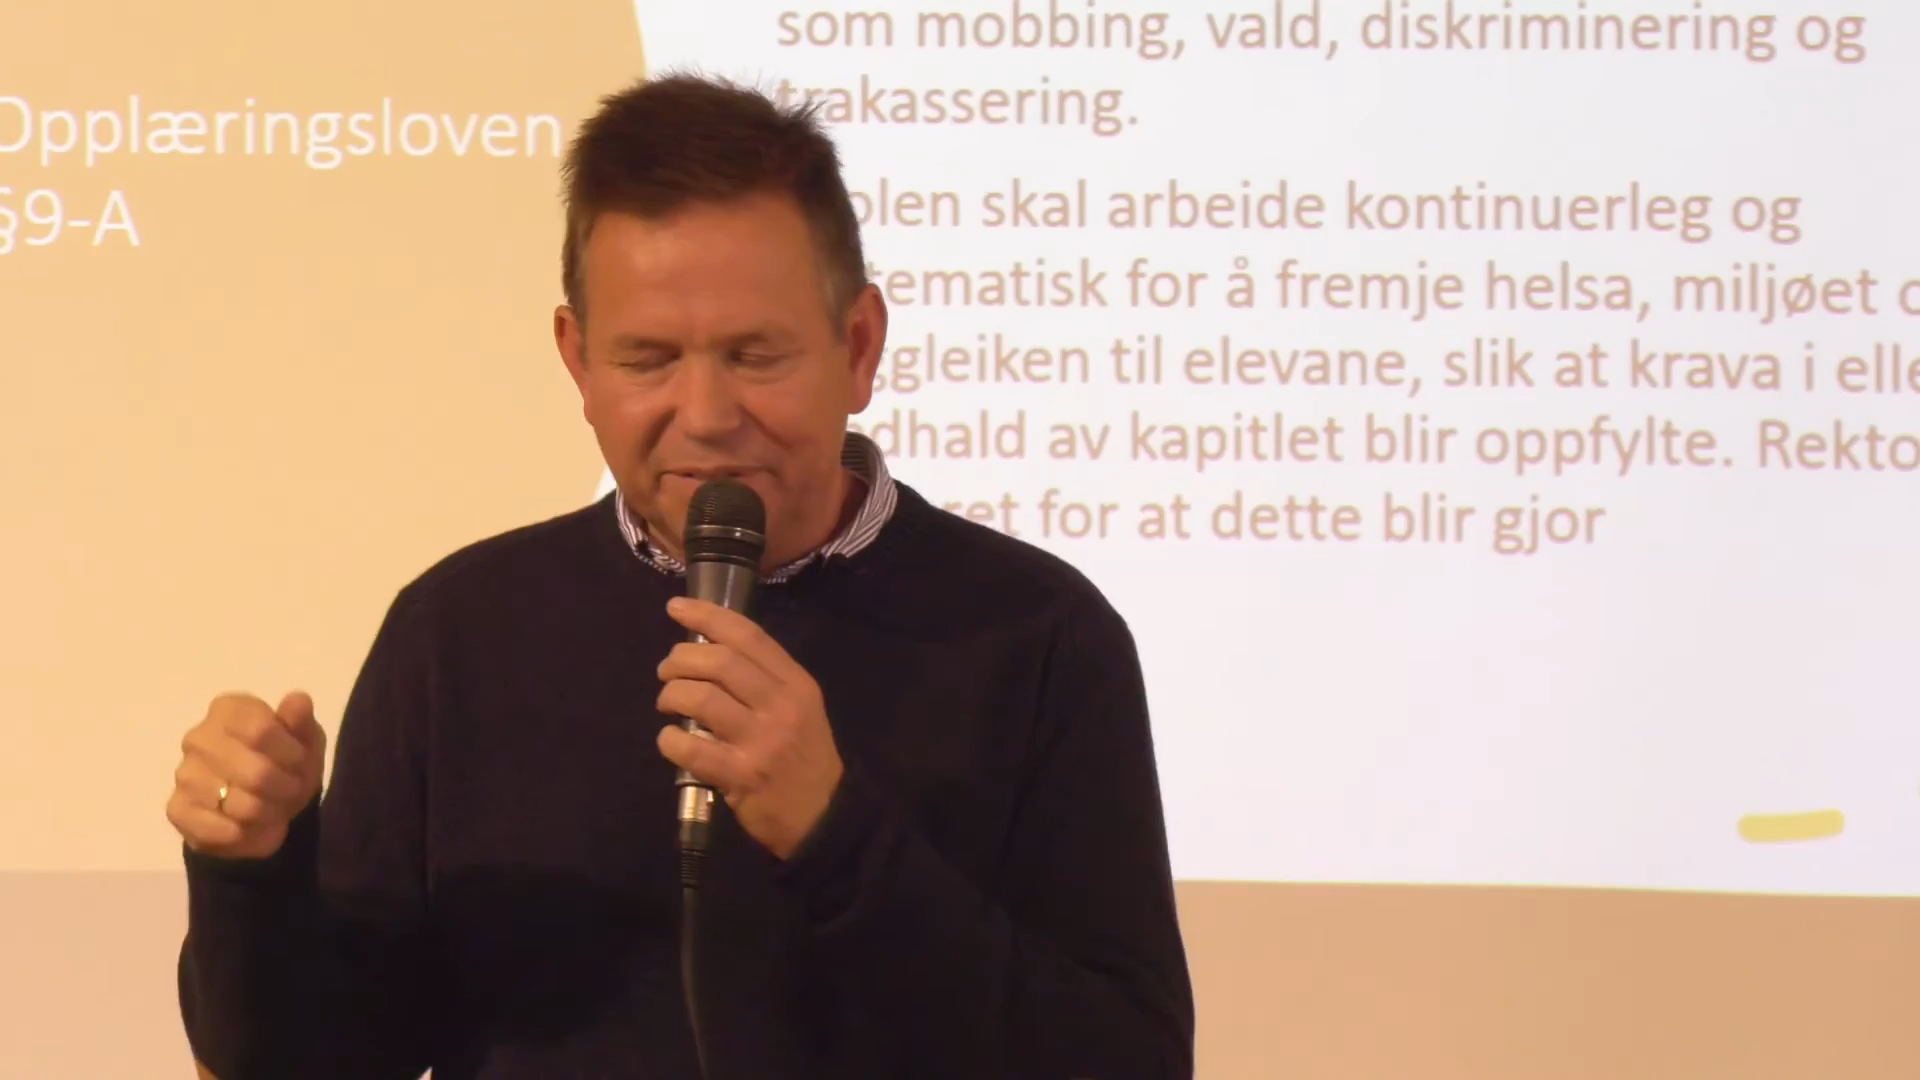 Opplæringsloven
§9-A
som mobbing, vald, diskriminering og
trakassering.
skal arbeide kontinuerleg og
for å fremje helsa, miljøet
til elevane, slik at krava i
av kapitlet blir oppfylte.
for at dette blir gjor